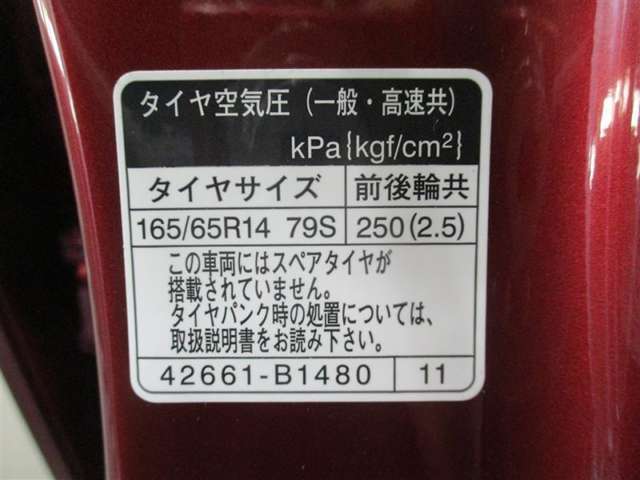 タイヤ空気圧（一般・高速共）
kPa{kgf/cm²}
タイヤサイズ 前後輪共
165/65R14 79S 250(2.5)
この車両にはスペアタイヤが
搭載されていません。
タイヤパンク時の処置については、
取扱説明書をお読み下さい。
42661-B1480 11